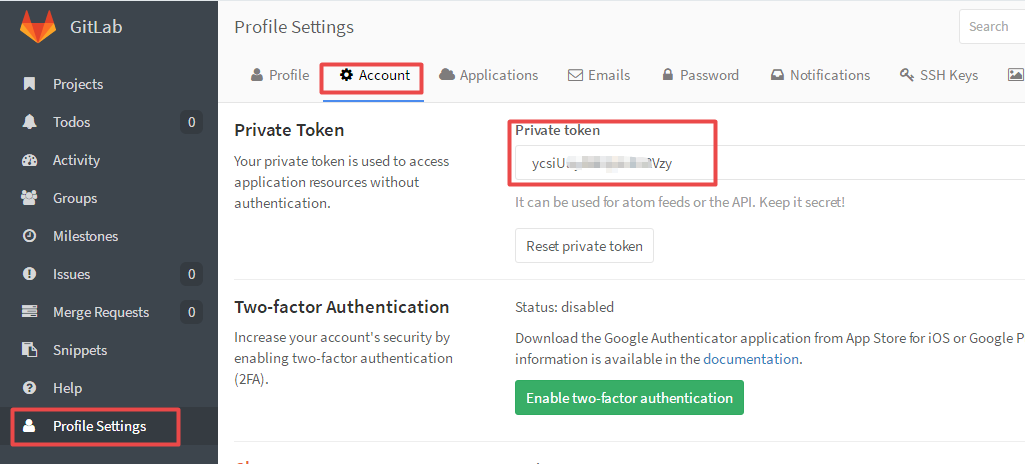 GitLab
Profile Settings
Search
Projects
Todos 0
Activity
Groups
Milestones
Issues 0
Merge Requests 0
Snippets
Help
Profile Settings
Profile
Account
Applications
Emails
Password
Notifications
SSH Keys
Private Token
Your private token is used to access
application resources without
authentication.
Private token
It can be used for atom feeds or the API. Keep it secret!
Reset private token
Two-factor Authentication
Increase your account's security by
enabling two-factor authentication
(2FA).
Status: disabled
Download the Google Authenticator application from App Store for iOS or Google P
information is available in the documentation.
Enable two-factor authentication